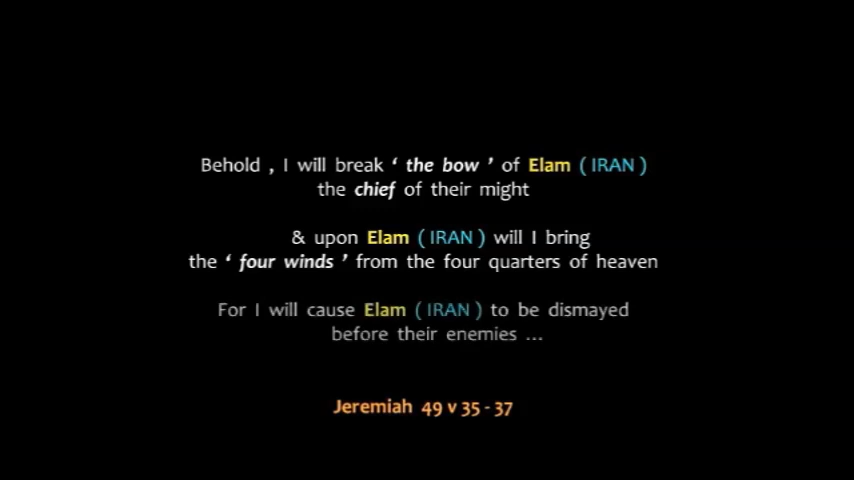 Behold , I will break ‘ the bow ’ of Elam ( IRAN )
the chief of their might
& upon Elam ( IRAN ) will I bring
the ‘ four winds ’ from the four quarters of heaven
For I will cause Elam ( IRAN ) to be dismayed
before their enemies ...
Jeremiah 49 v 35 - 37